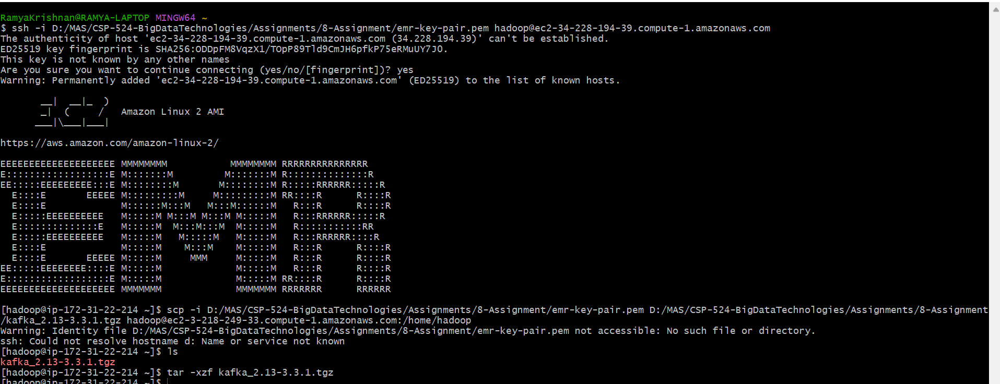 RamyaKrishnan@RAMYA-LAPTOP MINGW64 ~
$ ssh -i D:/MAS/CSP-524-BigDataTechnologies/Assignments/8-Assignment/emr-key-pair.pem hadoop@ec2-34-228-194-39.compute-1.amazonaws.com
The authenticity of host 'ec2-34-228-194-39.compute-1.amazonaws.com (34.228.194.39)' can't be established.
ED25519 key fingerprint is SHA256:ODDpFM8VqzX1/TOpP89Tld9CmJH6pfkP75eRMuUY7J0.
This key is not known by any other names
Are you sure you want to continue connecting (yes/no/[fingerprint])? yes
Warning: Permanently added 'ec2-34-228-194-39.compute-1.amazonaws.com' (ED25519) to the list of known hosts.

       __|  __|_  )
       _|  (     /   Amazon Linux 2 AMI
      ___|\___|___|

https://aws.amazon.com/amazon-linux-2/

EEEEEEEEEEEEEEEEEEEE MMMMMMMM           MMMMMMMM RRRRRRRRRRRRRRR
E::::::::::::::::::E M:::::::M         M:::::::M R::::::::::::::R
EE:::::EEEEEEEEE:::E M::::::::M       M::::::::M R:::::RRRRRR:::::R
  E::::E       EEEEE M:::::::::M     M:::::::::M RR::::R      R::::R
  E::::E             M::::::M:::M   M:::M::::::M   R:::R      R::::R
  E:::::EEEEEEEEEE   M:::::M M:::M M:::M M:::::M   R:::RRRRRR:::::R
  E::::::::::::::E   M:::::M  M:::M:::M  M:::::M   R:::::::::::RR
  E:::::EEEEEEEEEE   M:::::M   M:::::M   M:::::M   R:::RRRRRR::::R
  E::::E             M:::::M    M:::M    M:::::M   R:::R      R::::R
  E::::E       EEEEE M:::::M     MMM     M:::::M   R:::R      R::::R
EE:::::EEEEEEEE::::E M:::::M             M:::::M   R:::R      R::::R
E::::::::::::::::::E M:::::M             M:::::M RR::::R      R::::R
EEEEEEEEEEEEEEEEEEEE MMMMMMM             MMMMMMM RRRRRRR      RRRRRR

[hadoop@ip-172-31-22-214 ~]$ scp -i D:/MAS/CSP-524-BigDataTechnologies/Assignments/8-Assignment/emr-key-pair.pem D:/MAS/CSP-524-BigDataTechnologies/Assignments/8-Assignment
/kafka_2.13-3.3.1.tgz hadoop@ec2-3-218-249-33.compute-1.amazonaws.com:/home/hadoop
Warning: Identity file D:/MAS/CSP-524-BigDataTechnologies/Assignments/8-Assignment/emr-key-pair.pem not accessible: No such file or directory.
ssh: Could not resolve hostname d: Name or service not known
[hadoop@ip-172-31-22-214 ~]$ ls
kafka_2.13-3.3.1.tgz
[hadoop@ip-172-31-22-214 ~]$ tar -xzf kafka_2.13-3.3.1.tgz
[hadoop@ip-172-31-22-214 ~]$